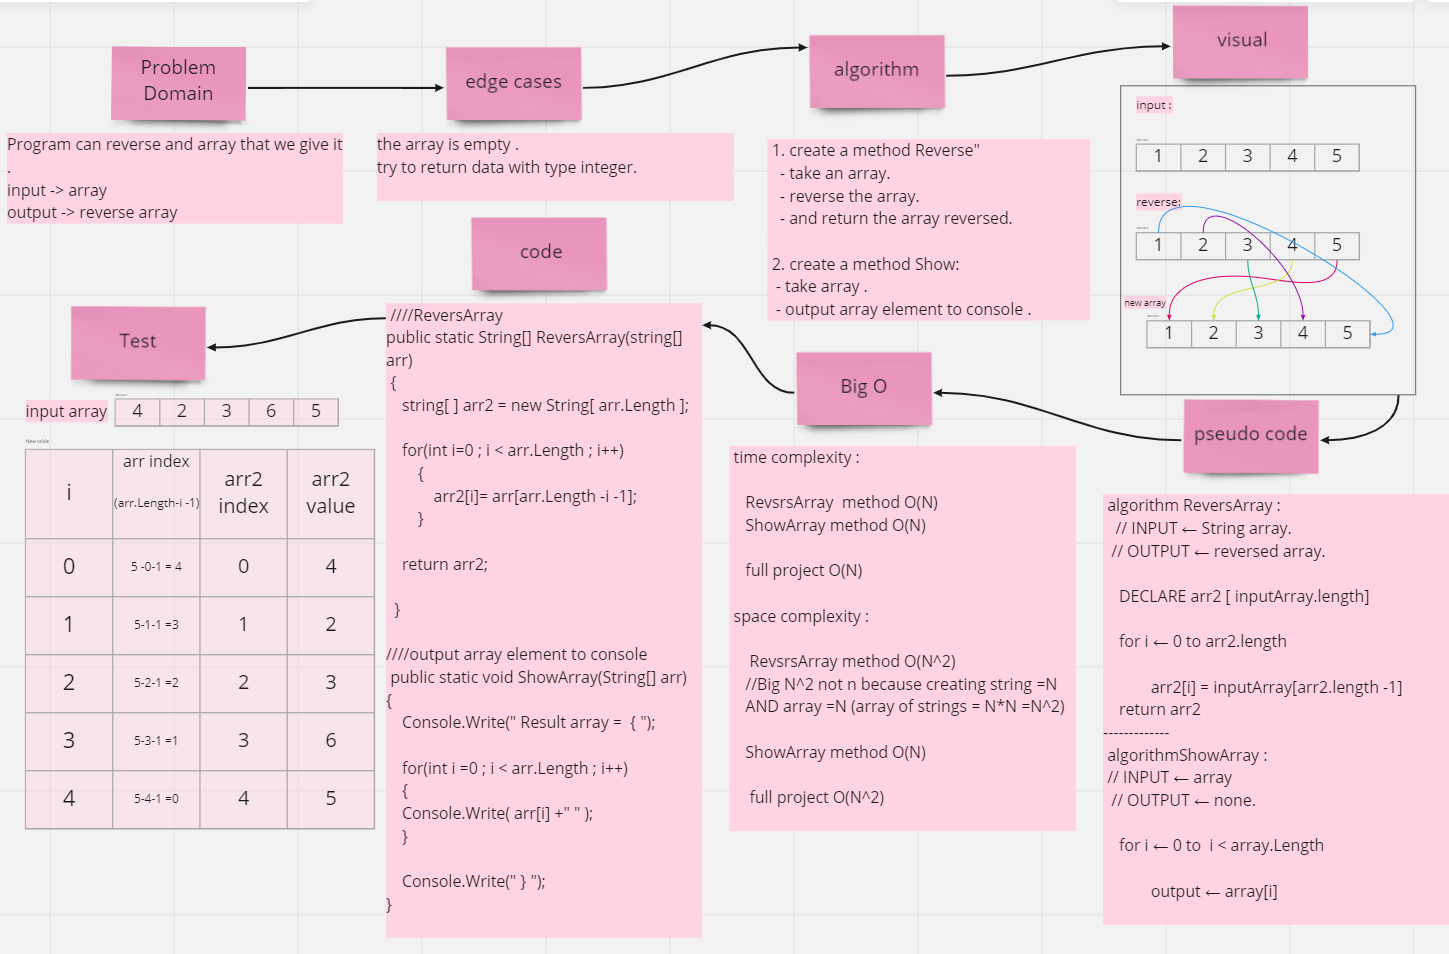 Problem
Domain
edge cases
algorithm
visual
Program can reverse and array that we give it
.
input -> array
output -> reverse array
the array is empty .
try to return data with type integer.
1. create a method Reverse"
- take an array.
- reverse the array.
- and return the array reversed.
2. create a method Show:
- take array .
- output array element to console .
input :
1 2 3 4 5
reverse:
1 2 3 4 5
new array
1 2 3 4 5
pseudo code
algorithm ReversArray :
// INPUT ← String array.
// OUTPUT ← reversed array.
DECLARE arr2 [ inputArray.length]
for i ← 0 to arr2.length
arr2[i] = inputArray[arr2.length -1]
return arr2
-------------
algorithmShowArray :
// INPUT ← array
// OUTPUT ← none.
for i ← 0 to  i < array.Length
output ← array[i]
Big O
time complexity :
RevsrsArray  method O(N)
ShowArray method O(N)
full project O(N)
space complexity :
RevsrsArray method O(N^2)
//Big N^2 not n because creating string =N
AND array =N (array of strings = N*N =N^2)
ShowArray method O(N)
full project O(N^2)
code
////ReversArray
public static String[] ReversArray(string[]
arr)
{
string[ ] arr2 = new String[ arr.Length ];
for(int i=0 ; i < arr.Length ; i++)
{
arr2[i]= arr[arr.Length -i -1];
}
return arr2;
}
////output array element to console
public static void ShowArray(String[] arr)
{
Console.Write(" Result array =  { ");
for(int i =0 ; i < arr.Length ; i++)
{
Console.Write( arr[i] +" " );
}
Console.Write(" } ");
}
Test
input array
4 2 3 6 5
New table
i
arr index
(arr.Length-i -1)
arr2
index
arr2
value
0 5 -0-1 = 4 0 4
1 5-1-1 =3 1 2
2 5-2-1 =2 2 3
3 5-3-1 =1 3 6
4 5-4-1 =0 4 5